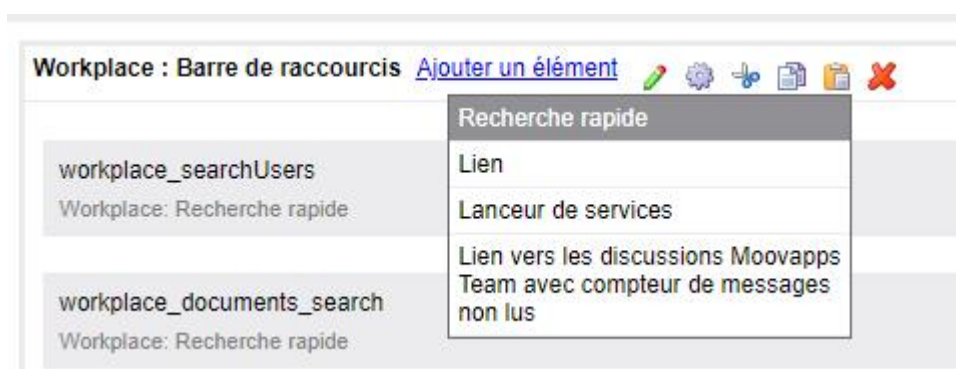 Workplace : Barre de raccourcis Ajouter un élément
Recherche rapide
workplace_searchUsers
Workplace: Recherche rapide
Lien
Lanceur de services
Lien vers les discussions Moovapps
Team avec compteur de messages
non lus
workplace_documents_search
Workplace: Recherche rapide